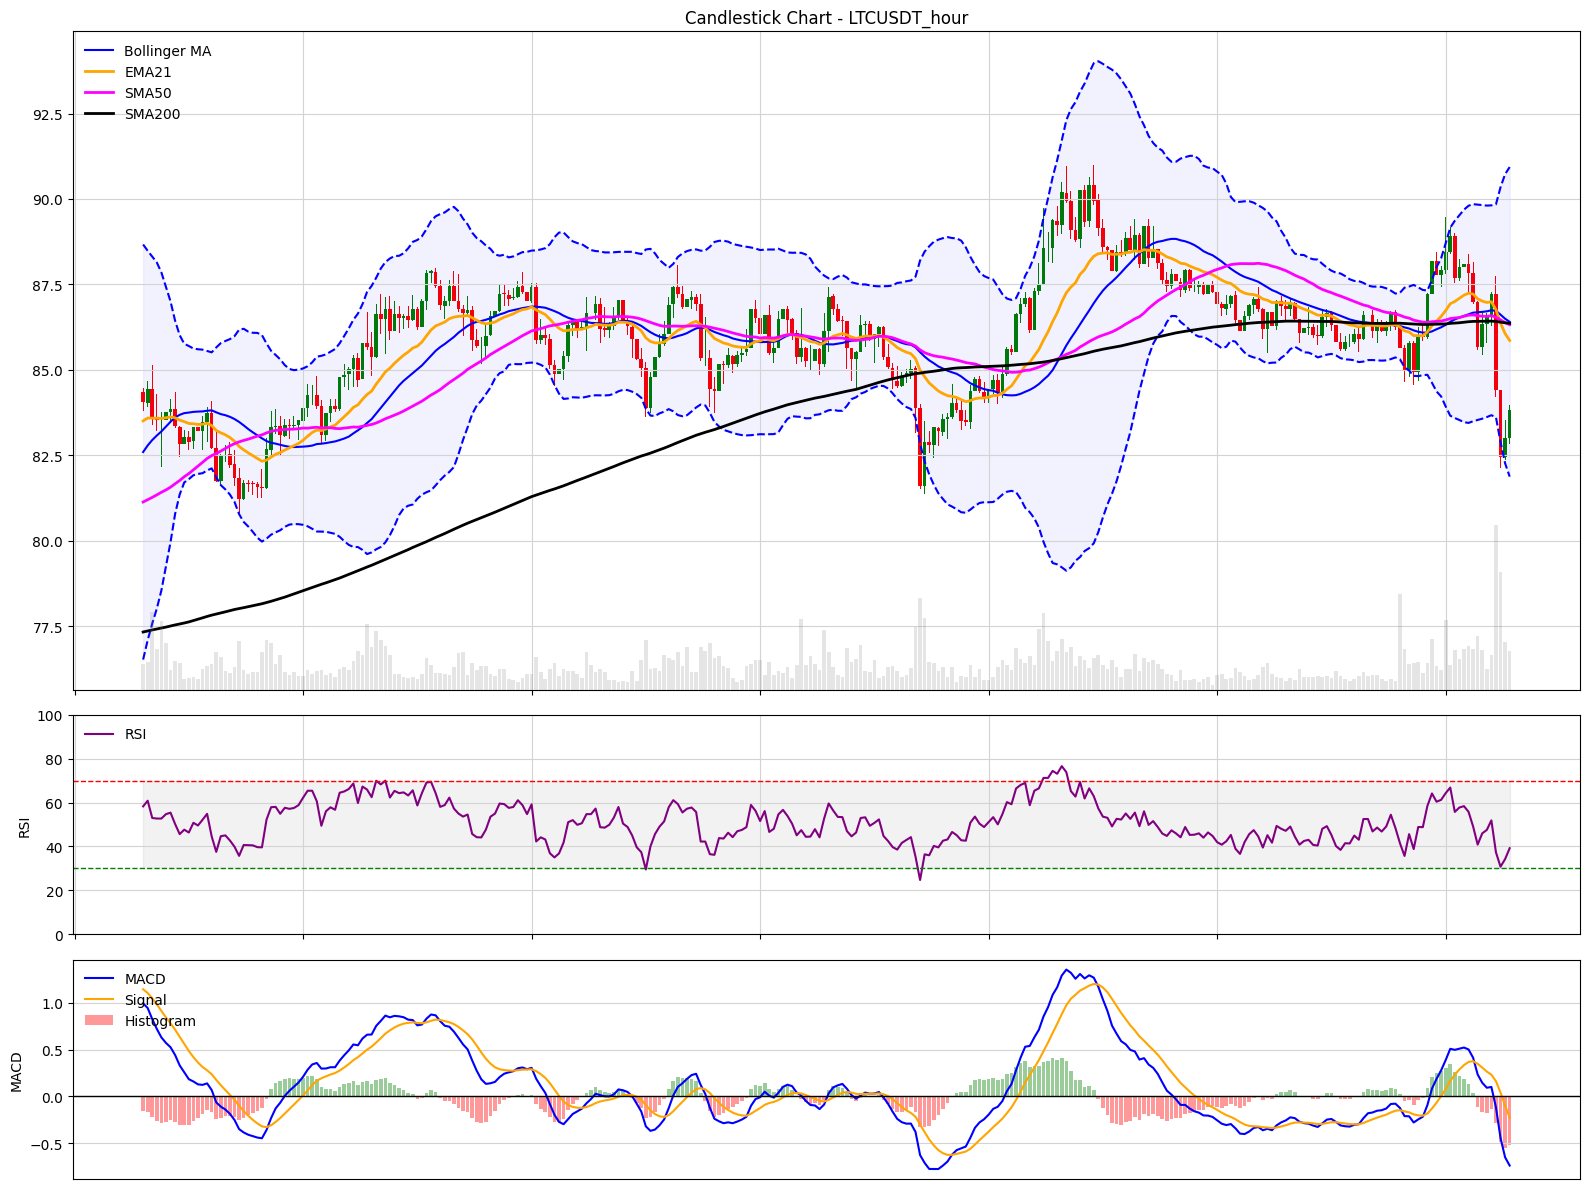 Candlestick Chart - LTCUSDT_hour
Bollinger MA
EMA21
SMA50
SMA200
92.5
90.0
87.5
85.0
82.5
80.0
77.5
RSI
100
80
60
40
20
0
RSI
MACD
Signal
Histogram
1.0
0.5
0.0
−0.5
MACD